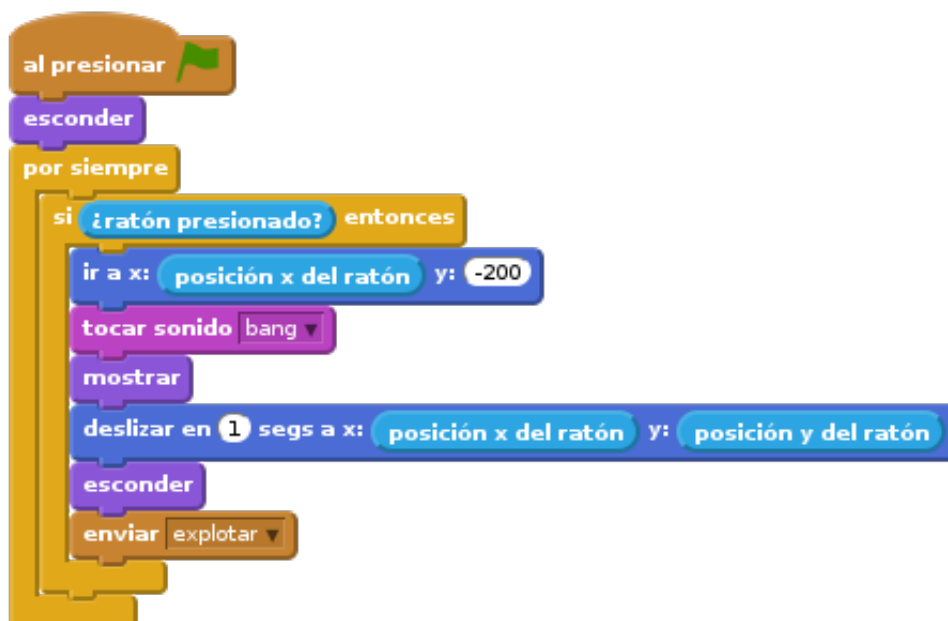 al presionar
esconder
por siempre
si ¿ratón presionado? entonces
ir a x: posición x del ratón y: -200
tocar sonido bang
mostrar
deslizar en 1 segs a x: posición x del ratón y: posición y del ratón
esconder
enviar explotar